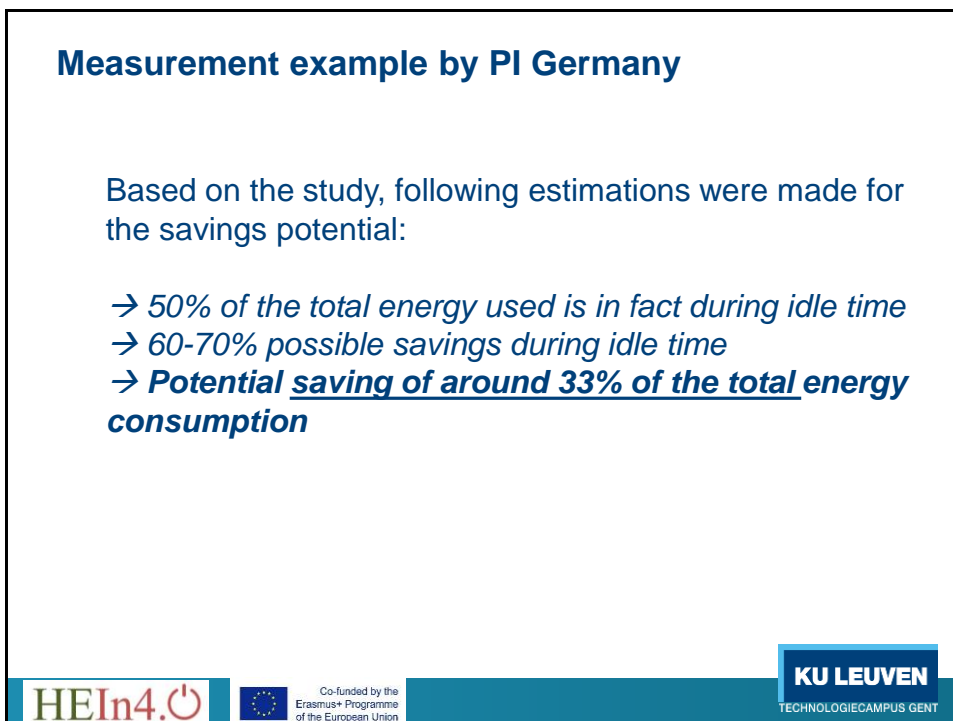 Measurement example by PI Germany
Based on the study, following estimations were made for
the savings potential:
→ 50% of the total energy used is in fact during idle time
→ 60-70% possible savings during idle time
→ Potential saving of around 33% of the total energy
consumption
HEIn4.0
Co-funded by the
Erasmus+ Programme
of the European Union
KU LEUVEN
TECHNOLOGIECAMPUS GENT